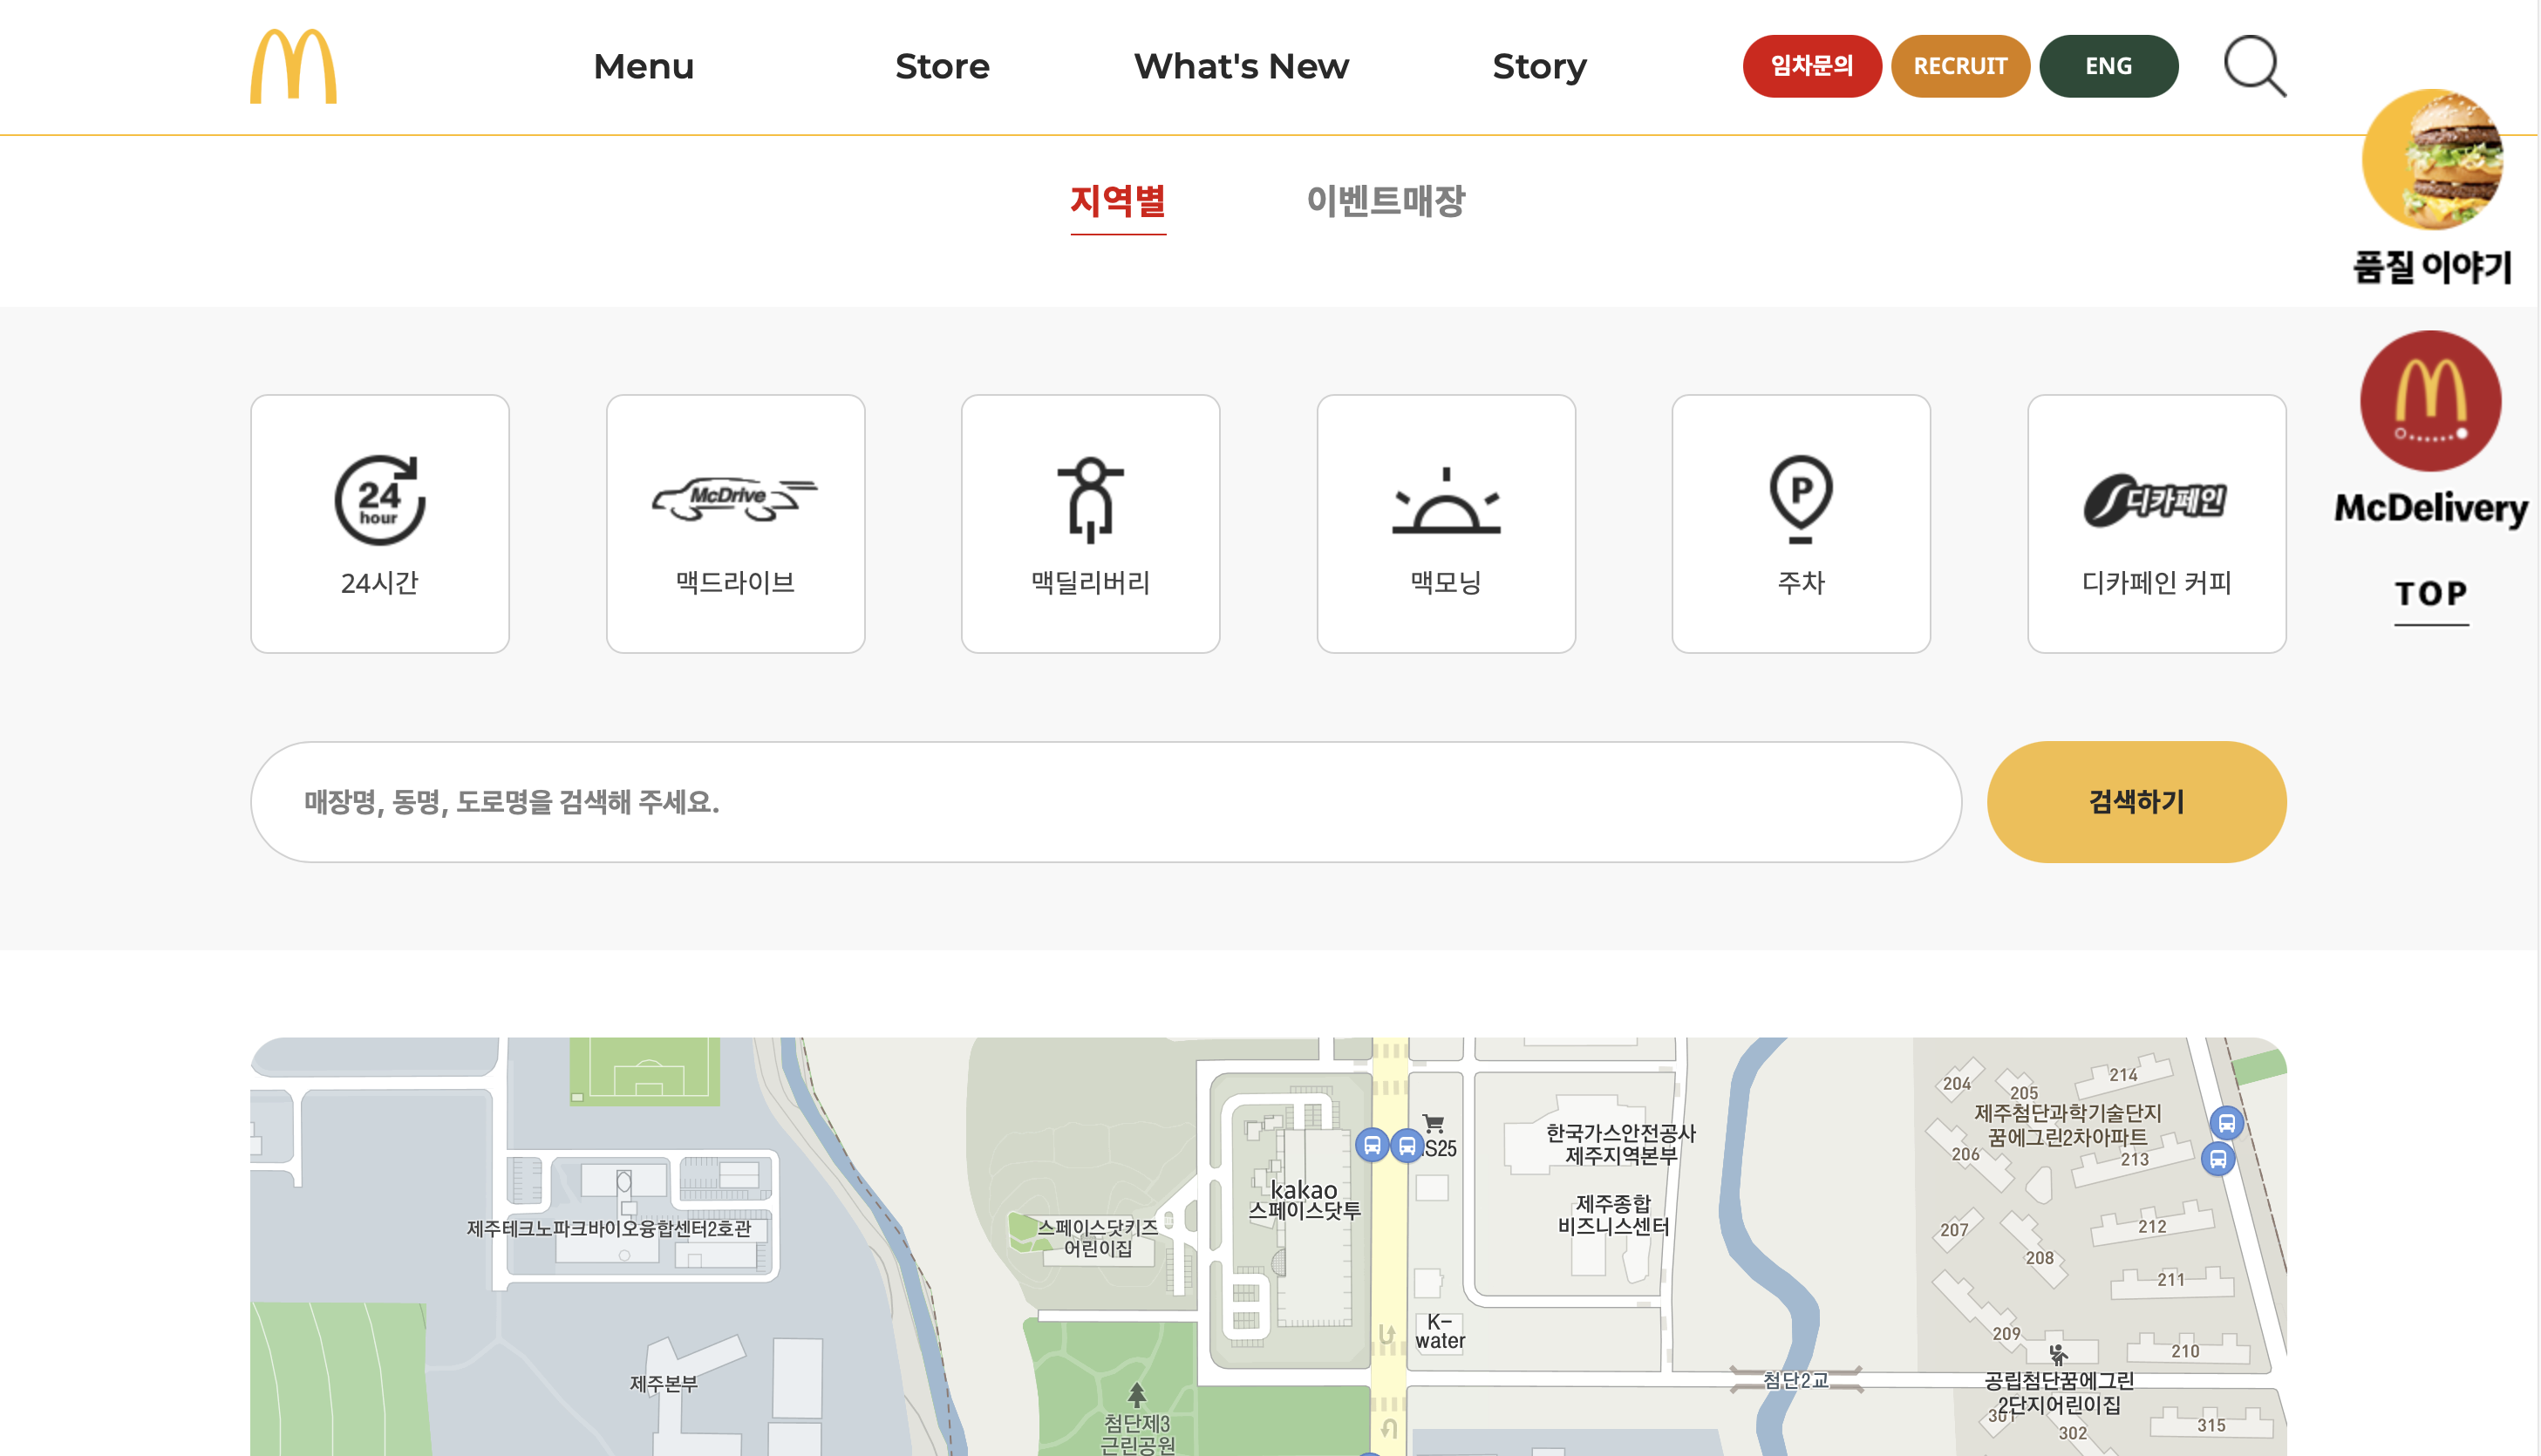 Menu
Store
What's New
Story
임차문의
RECRUIT
ENG
지역별
이벤트매장
품질 이야기
McDelivery
TOP
24
hour
24시간
McDrive
맥드라이브
맥딜리버리
맥모닝
P
주차
디카페인
디카페인 커피
매장명, 동명, 도로명을 검색해 주세요.
검색하기
204
205
214
제주첨단과학기술단지
꿈에그린2차아파트
206
213
S25
한국가스안전공사
제주지역본부
kakao
스페이스닷투
제주종합
비즈니스센터
제주테크노파크바이오융합센터2호관
스페이스닷키즈
어린이집
207
212
208
211
K-
water
209
210
제주본부
첨단2교
공립첨단꿈에그린
2단지어린이집
301
302
315
첨단제3
근린공원